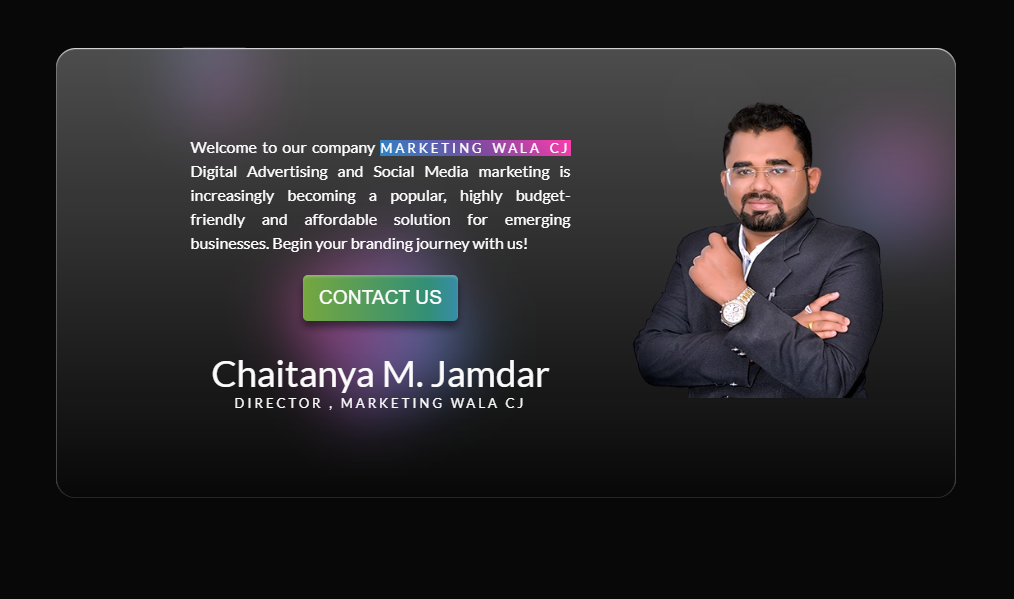 Welcome to our company MARKETING WALA CJ
Digital Advertising and Social Media marketing is
increasingly becoming a popular, highly budget-
friendly and affordable solution for emerging
businesses. Begin your branding journey with us!
CONTACT US
Chaitanya M. Jamdar
DIRECTOR , MARKETING WALA CJ